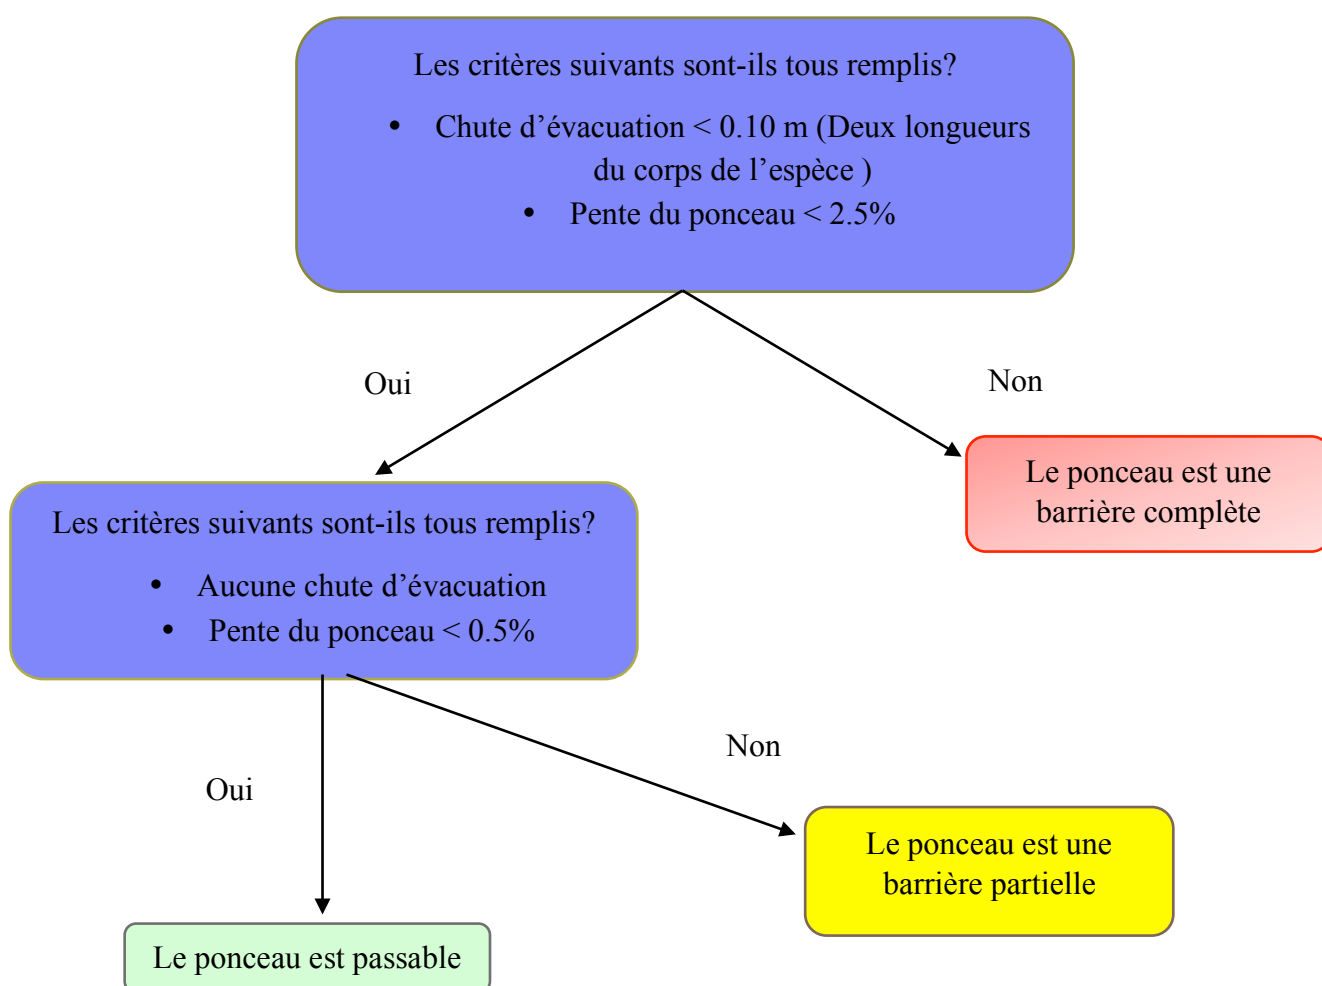 Les critères suivants sont-ils tous remplis?
• Chute d’évacuation < 0.10 m (Deux longueurs
du corps de l’espèce )
• Pente du ponceau < 2.5%
Oui
Non
Le ponceau est une
barrière complète
Les critères suivants sont-ils tous remplis?
• Aucune chute d’évacuation
• Pente du ponceau < 0.5%
Non
Oui
Le ponceau est une
barrière partielle
Le ponceau est passable